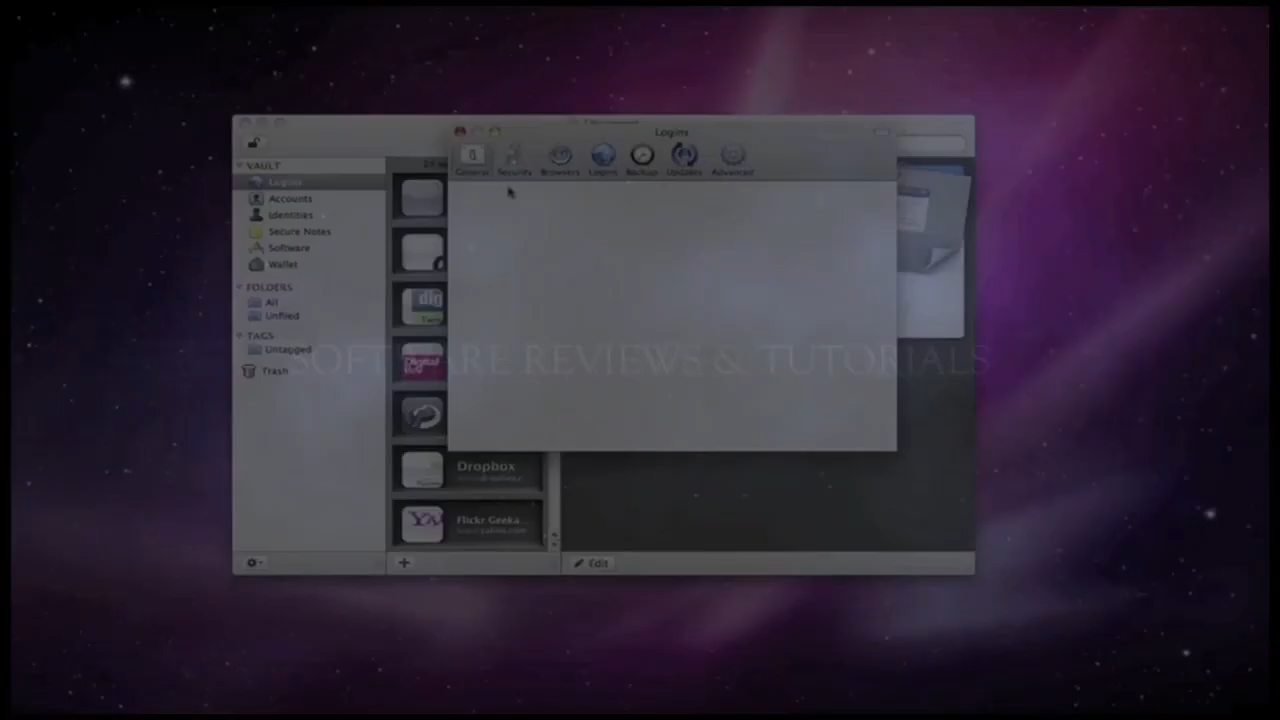 Logins
General Security Browsers Logins Backup Updates Advanced
VAULT
Logins
Accounts
Identities
Secure Notes
Software
Wallet
FOLDERS
All
Unfiled
TAGS
Untagged
Trash
SOFTWARE REVIEWS & TUTORIALS
Digital
Dropbox
Flickr Geeka...
Edit